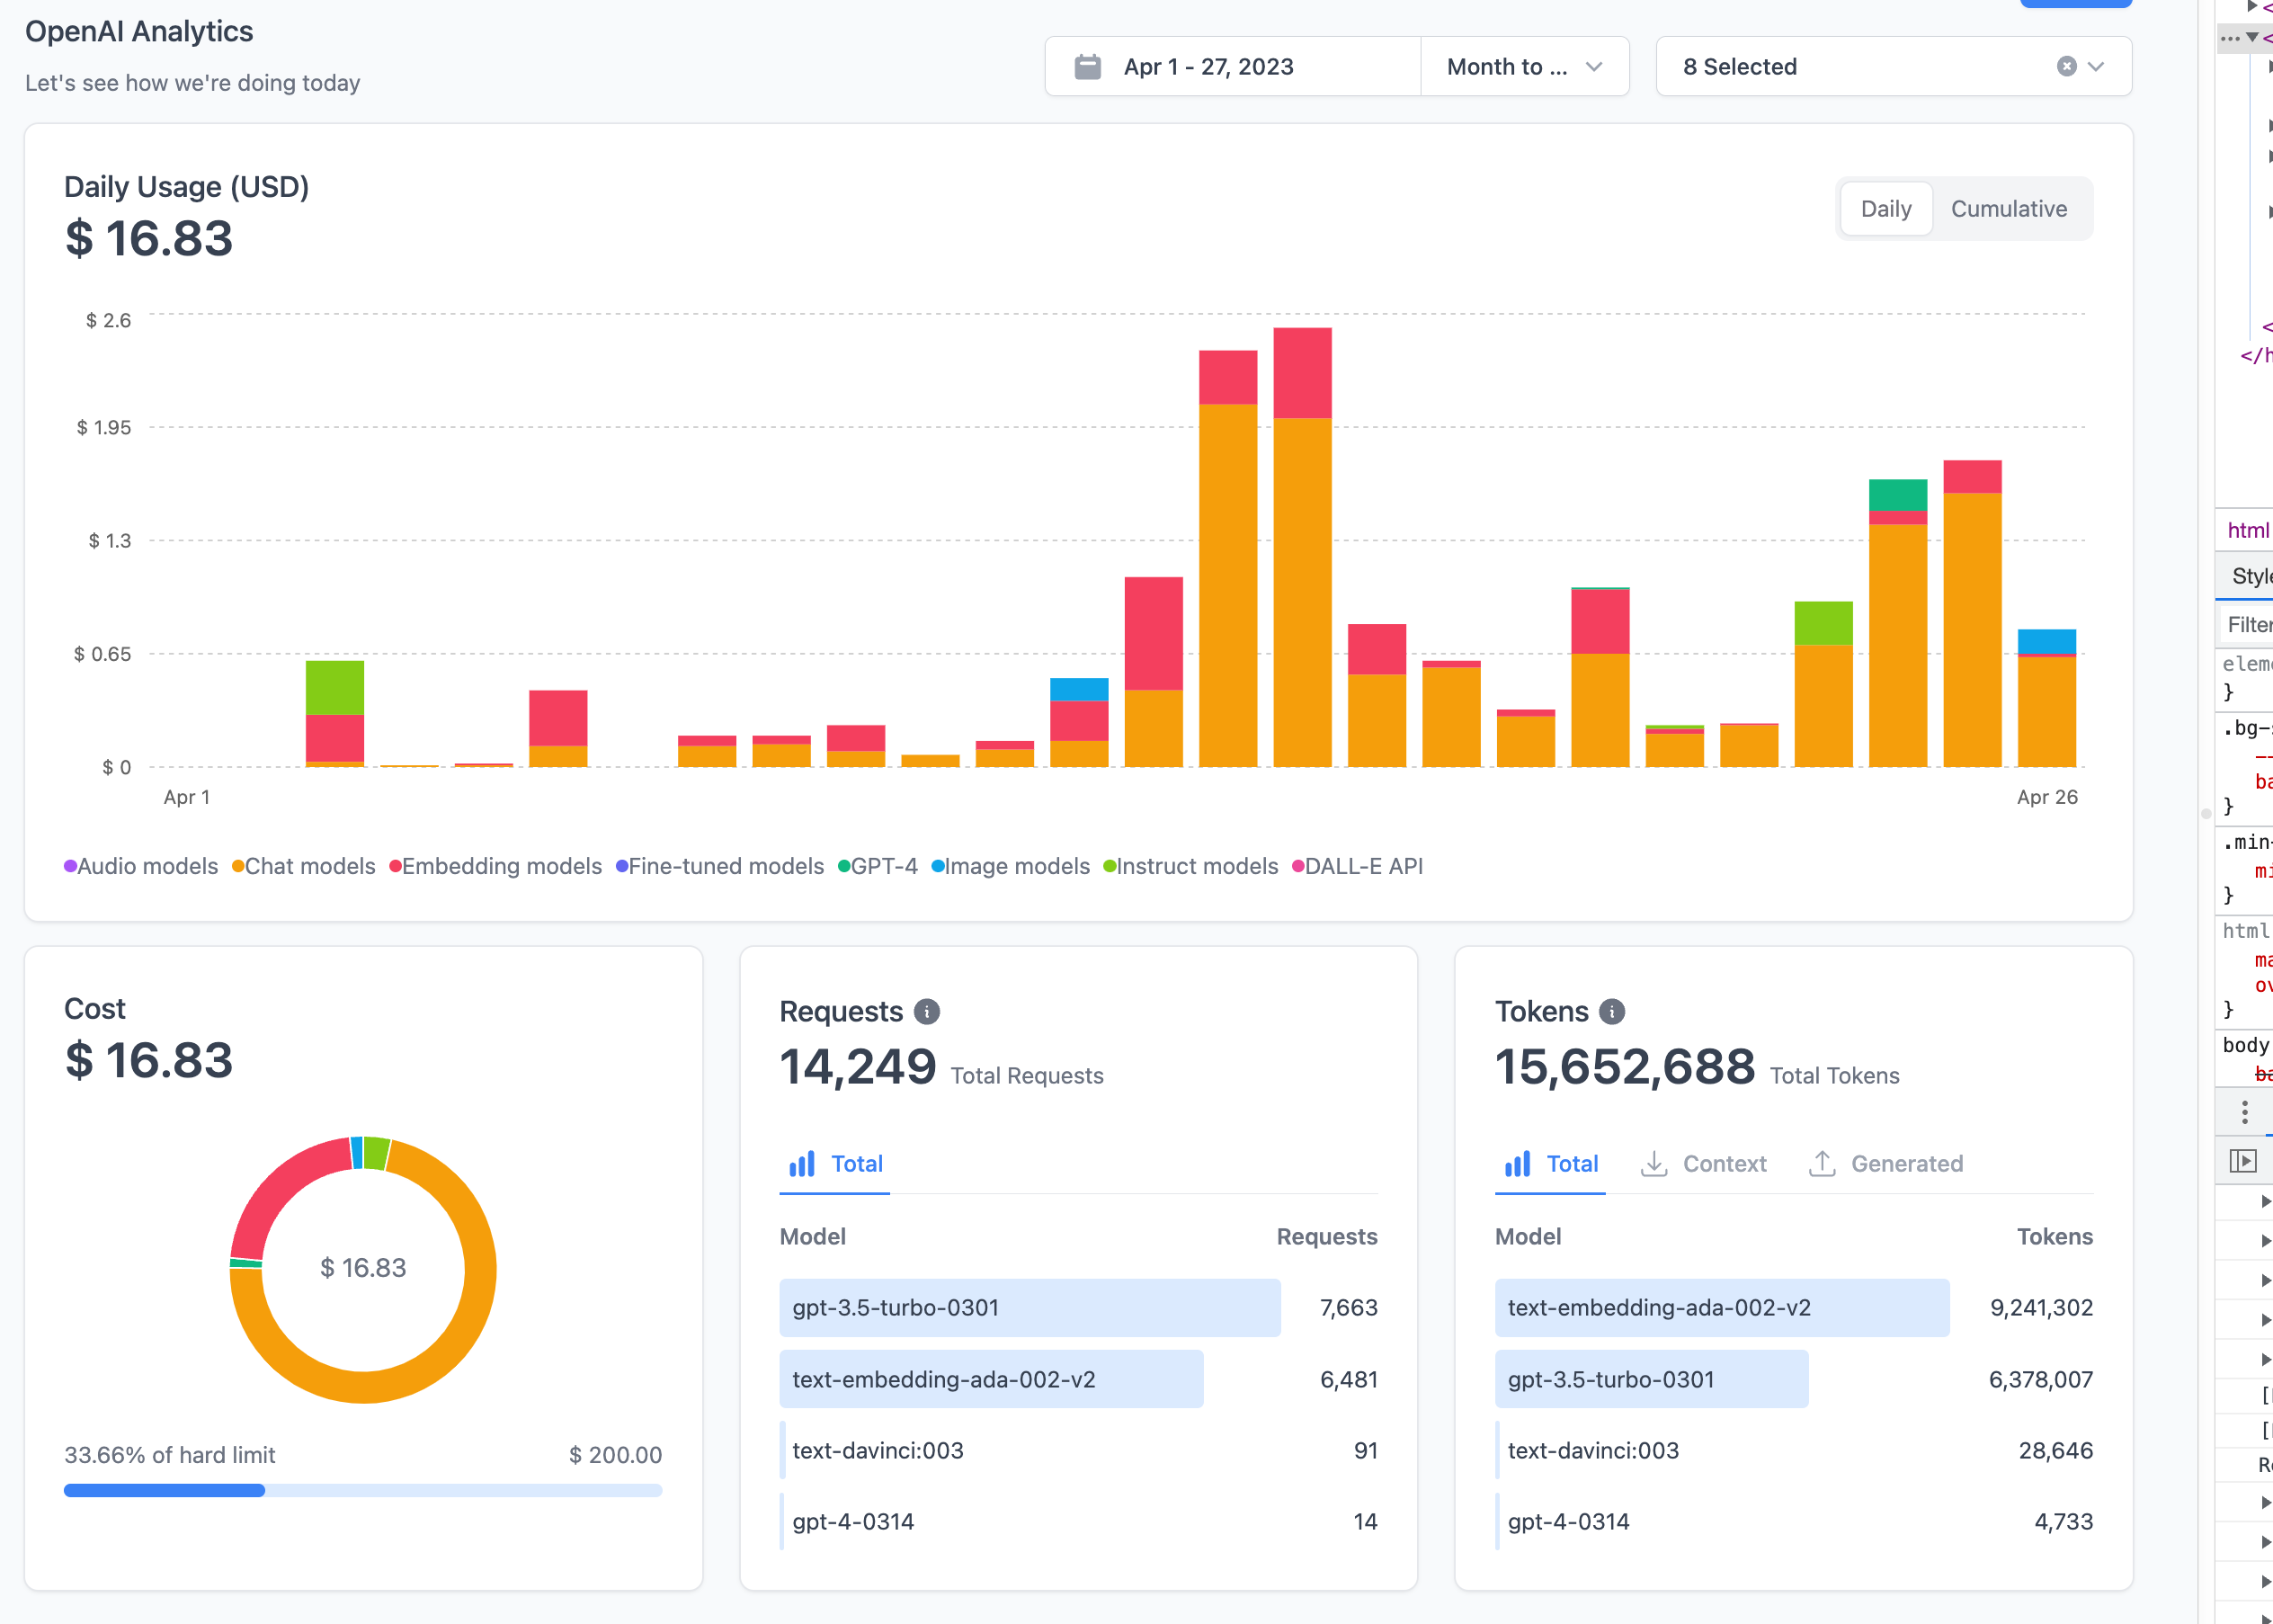 OpenAI Analytics
Let's see how we're doing today
Apr 1 - 27, 2023
Month to ...
8 Selected
Daily Usage (USD)
$ 16.83
Daily
Cumulative
$ 2.6
$ 1.95
$ 1.3
$ 0.65
$ 0
Apr 1
Apr 26
Audio models
Chat models
Embedding models
Fine-tuned models
GPT-4
Image models
Instruct models
DALL-E API
Cost
$ 16.83
$ 16.83
33.66% of hard limit
$ 200.00
Requests
14,249 Total Requests
Total
Model Requests
gpt-3.5-turbo-0301 7,663
text-embedding-ada-002-v2 6,481
text-davinci:003 91
gpt-4-0314 14
Tokens
15,652,688 Total Tokens
Total Context Generated
Model Tokens
text-embedding-ada-002-v2 9,241,302
gpt-3.5-turbo-0301 6,378,007
text-davinci:003 28,646
gpt-4-0314 4,733
html
}
}
}
html
}
body